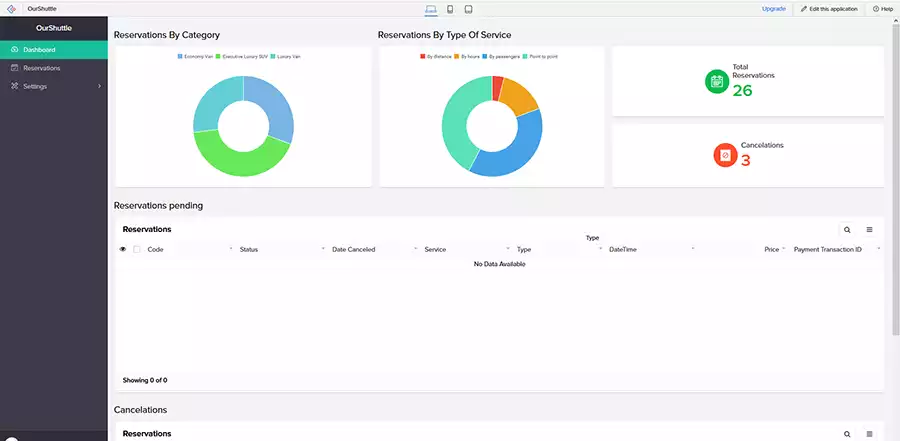 OurShuttle
Upgrade
Edit this application
Help
OurShuttle
Dashboard
Reservations
Settings
Reservations By Category
Economy Van Executive Luxury SUV Luxury Van
Reservations By Type Of Service
By distance By hours By passengers Point to point
Total
Reservations
26
Cancelations
3
Reservations pending
Reservations
Type
Code Status Date Canceled Service Type DateTime Price Payment Transaction ID
No Data Available
Showing 0 of 0
Cancelations
Reservations